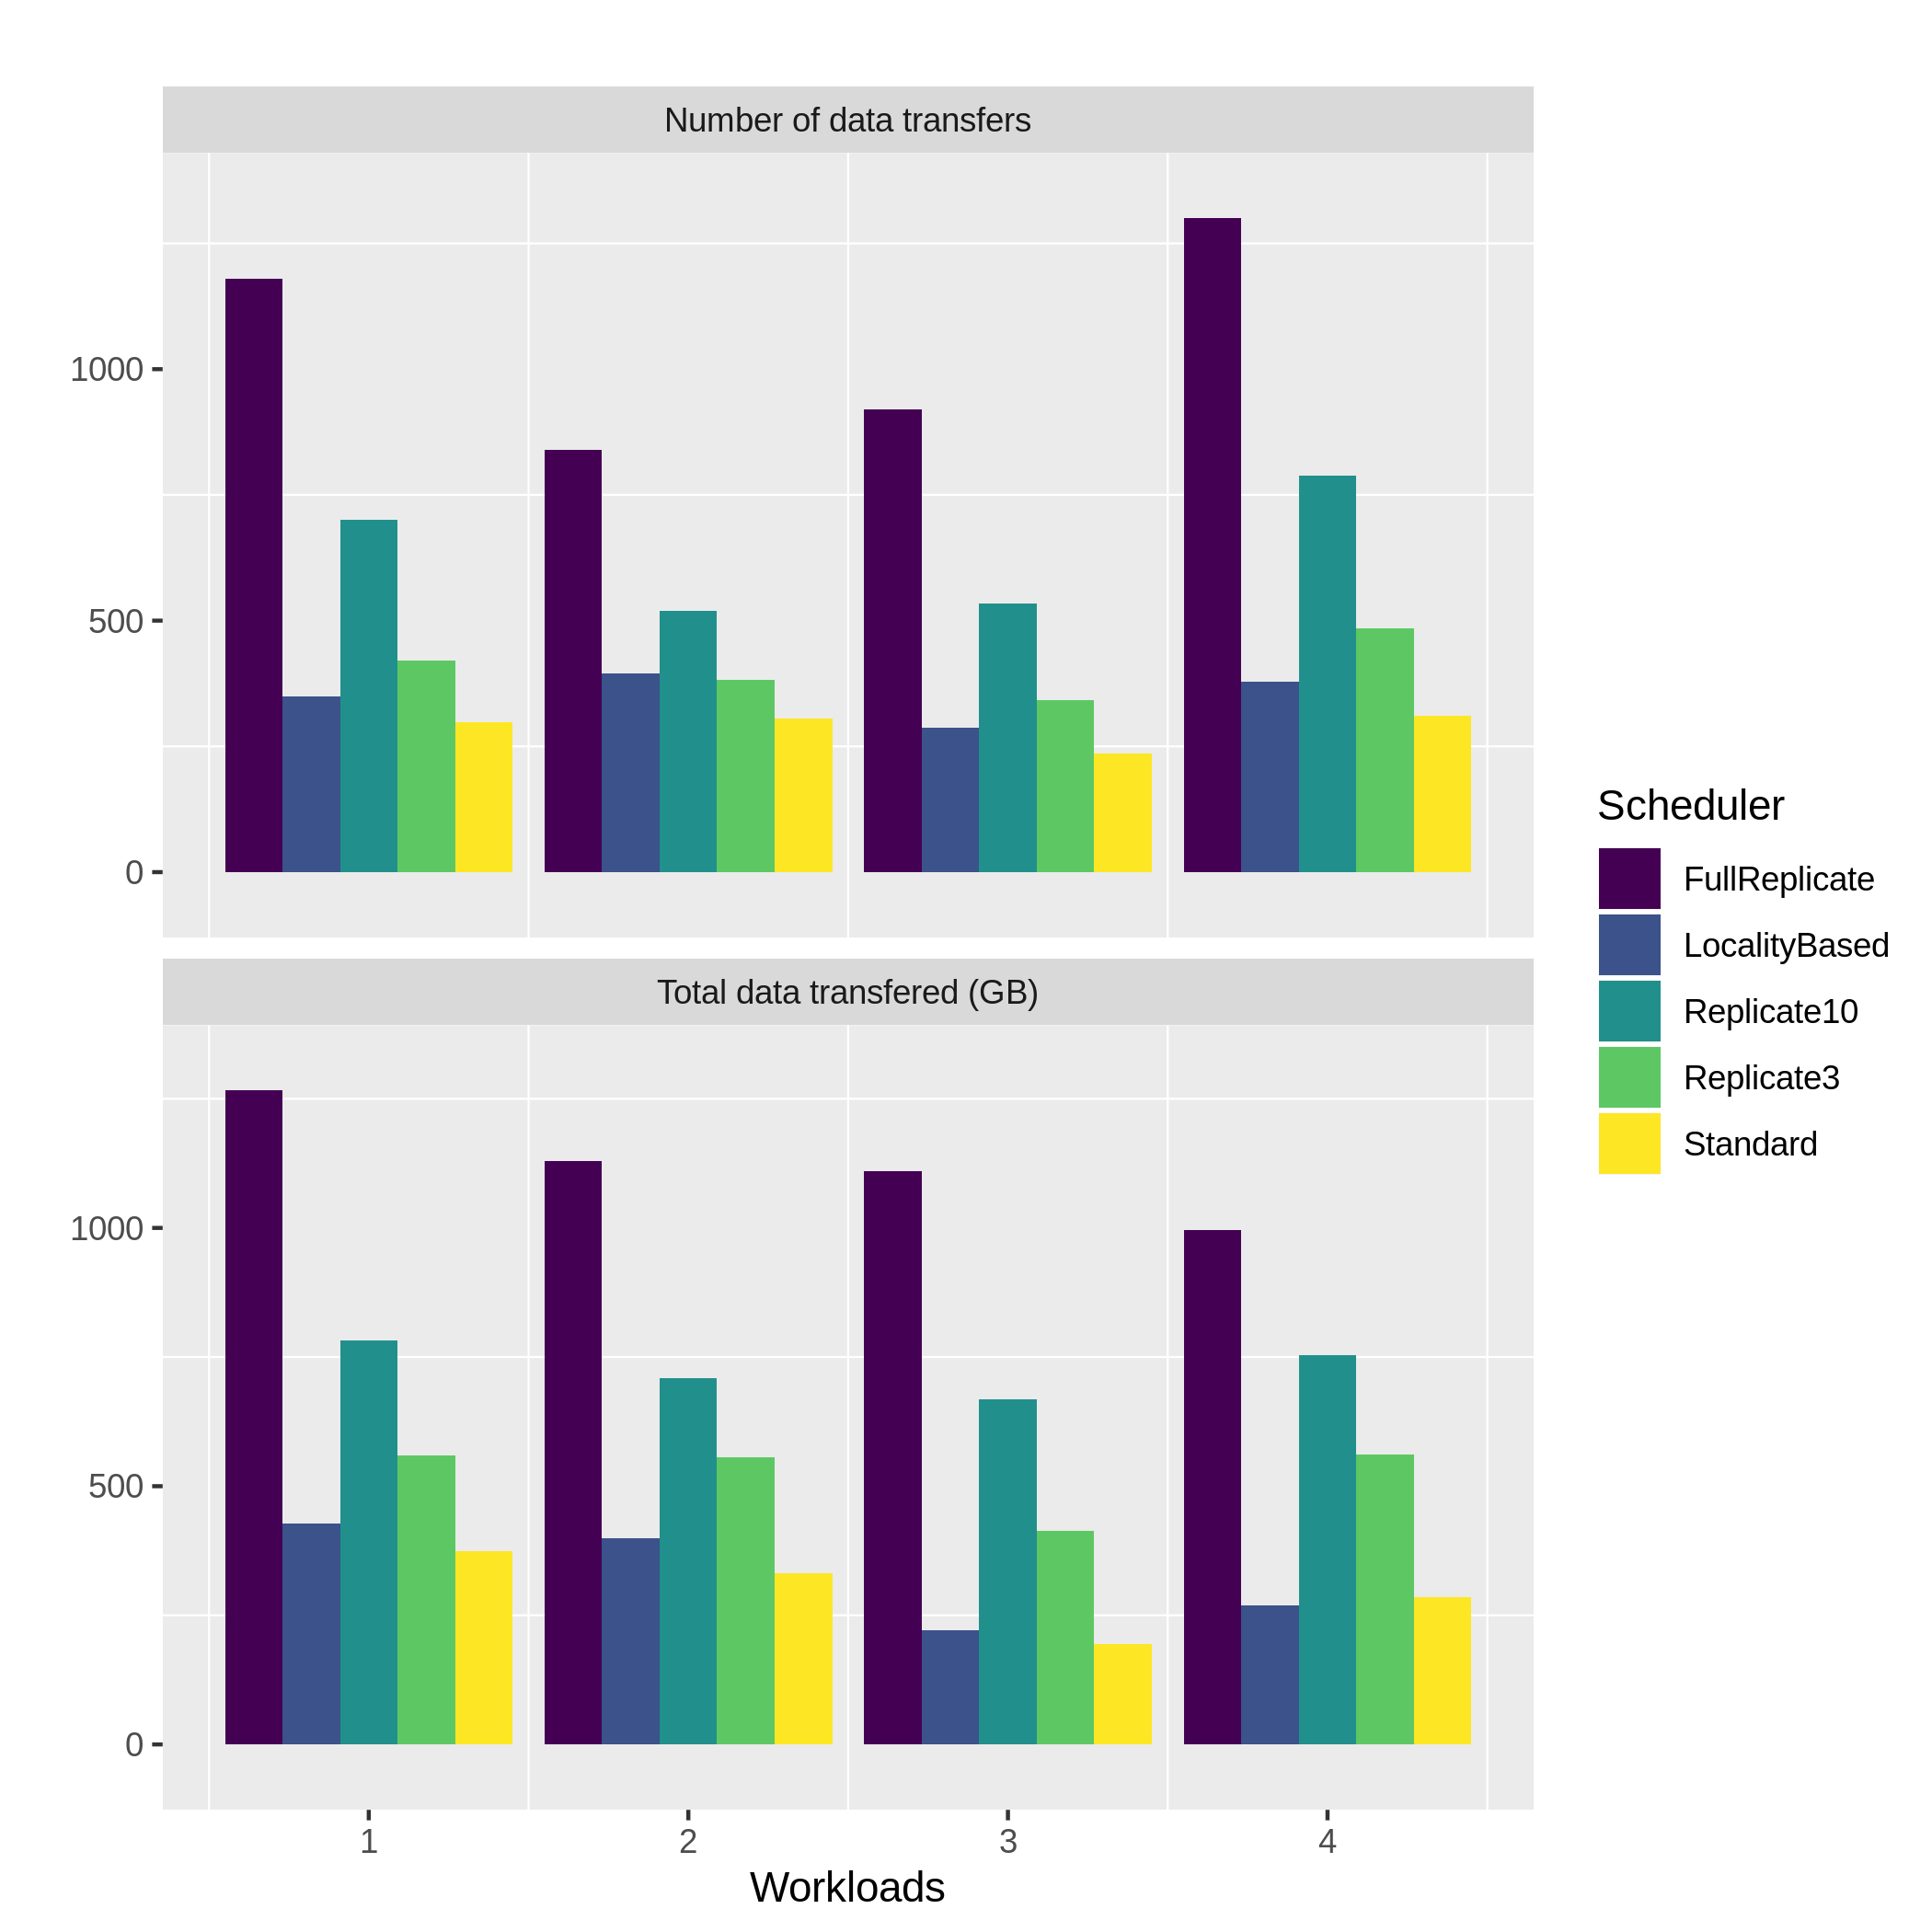 Number of data transfers
1000
500
0
Total data transfered (GB)
1000
500
0
1 2 3 4
Workloads
Scheduler
FullReplicate
LocalityBased
Replicate10
Replicate3
Standard